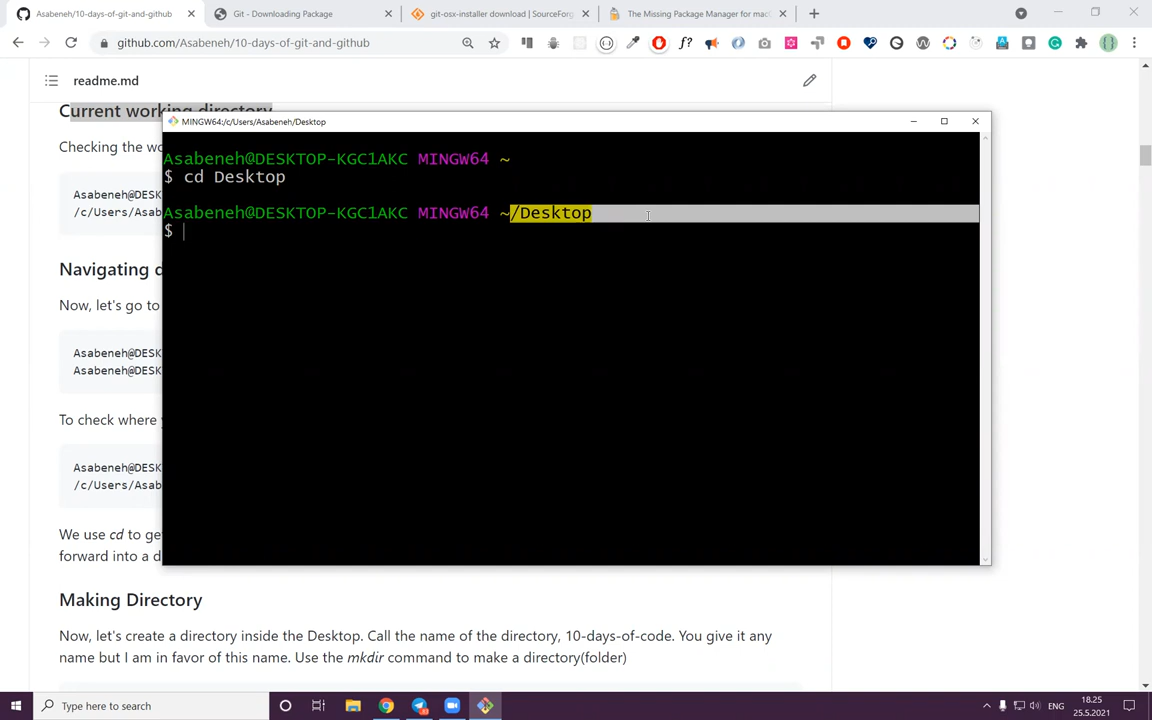 Asabeneh/10-days-of-git-and-github
Git - Downloading Package
git-osx-installer download | SourceForg
The Missing Package Manager for mac
github.com/Asabeneh/10-days-of-git-and-github
readme.md
Current working directory
MINGW64:/c/Users/Asabeneh/Desktop
Checking the wo
Asabeneh@DESKTOP-KGC1AKC MINGW64 ~
$ cd Desktop
Asabeneh@DES
/c/Users/Asab
Asabeneh@DESKTOP-KGC1AKC MINGW64 ~/Desktop
$
Navigating d
Now, let's go to
Asabeneh@DESK
Asabeneh@DESK
To check where
Asabeneh@DESK
/c/Users/Asab
We use cd to ge
forward into a d
Making Directory
Now, let's create a directory inside the Desktop. Call the name of the directory, 10-days-of-code. You give it any
name but I am in favor of this name. Use the mkdir command to make a directory(folder)
Type here to search
ENG
18.25
25.5.2021